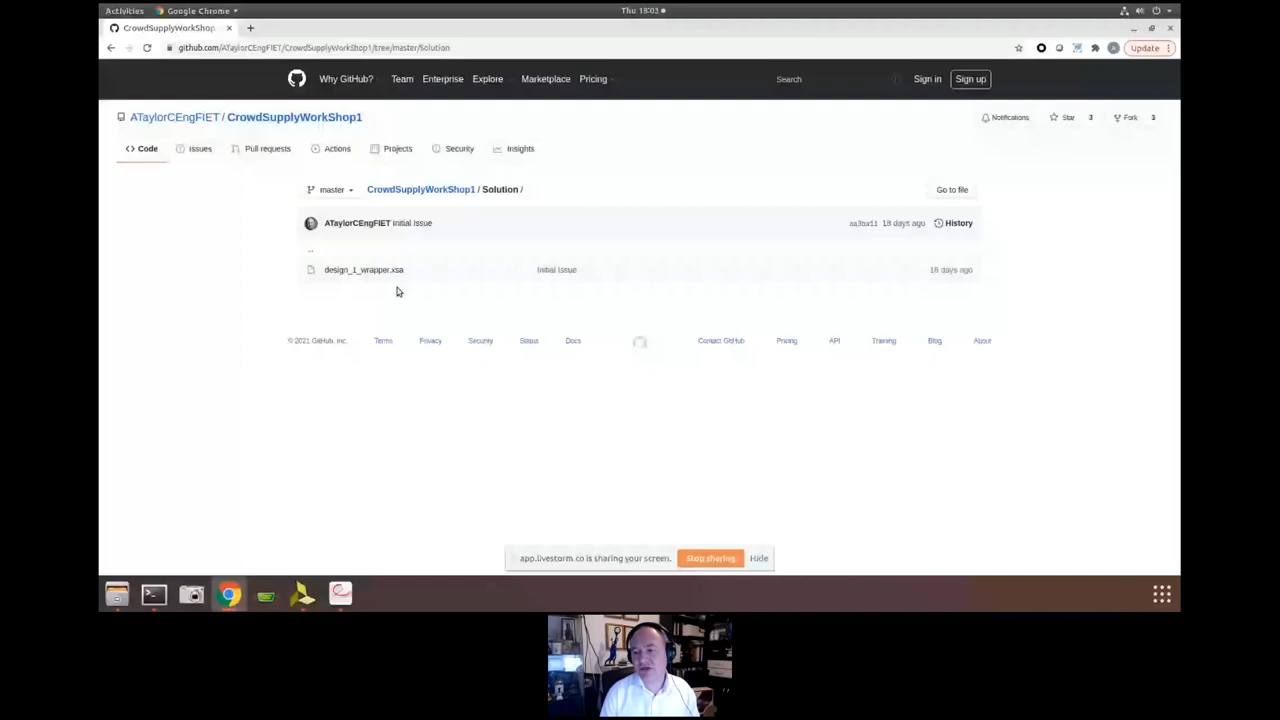 Activities Google Chrome Thu 18:03
CrowdSupplyWorkShop
github.com/ATaylorCEngFIET/CrowdSupplyWorkShop1/tree/master/Solution Update
Why GitHub? Team Enterprise Explore Marketplace Pricing Search Sign in Sign up
ATaylorCEngFIET / CrowdSupplyWorkShop1 Notifications Star 3 Fork 3
<> Code Issues Pull requests Actions Projects Security Insights
master CrowdSupplyWorkShop1 / Solution / Go to file
ATaylorCEngFIET Initial Issue 18 days ago History
..
design_1_wrapper.xsa Initial Issue 18 days ago
© 2021 GitHub, Inc. Terms Privacy Security Status Docs Contact GitHub Pricing API Training Blog About
app.livestorm.co is sharing your screen. Stop sharing Hide